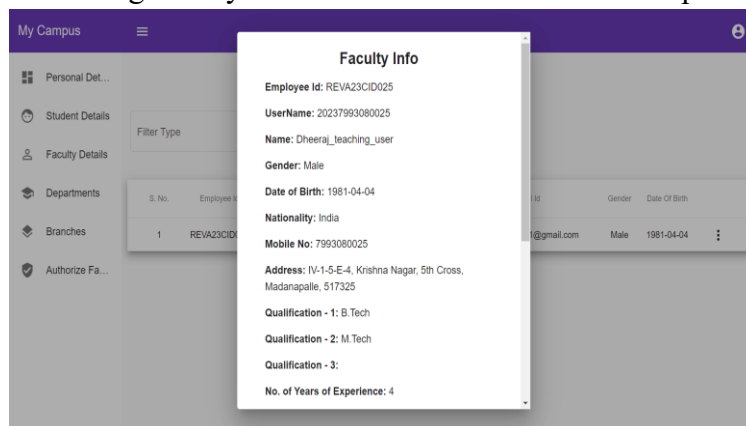 My Campus
Faculty Info
Personal Det...
Employee Id: REVA23CID025
Student Details
UserName: 20237993080025
Filter Type
Name: Dheeraj_teaching_user
Faculty Details
Gender: Male
Departments
Date of Birth: 1981-04-04
S. No. Employee Id Gender Date Of Birth
Nationality: India
Branches
1 REVA23CID @gmail.com Male 1981-04-04
Mobile No: 7993080025
Authorize Fa...
Address: IV-1-5-E-4, Krishna Nagar, 5th Cross,
Madanapalle, 517325
Qualification - 1: B.Tech
Qualification - 2: M.Tech
Qualification - 3:
No. of Years of Experience: 4